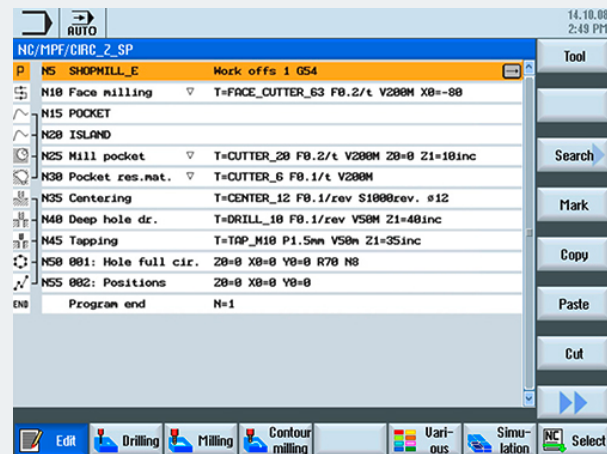 AUTO
14.10.08
2:49 PM
NC/MPF/CIRC_2_SP
Tool
P N5 SHOPMILL_E Work offs 1 G54
N10 Face milling ▽ T=FACE_CUTTER_63 F0.2/t V200M X0=-80
N15 POCKET
N20 ISLAND
N25 Mill pocket ▽ T=CUTTER_20 F0.2/t V200M Z0=0 Z1=10inc
Search
N30 Pocket res.mat. ▽ T=CUTTER_6 F0.1/t V200M
N35 Centering T=CENTER_12 F0.1/rev S1000rev. ø12
Mark
N40 Deep hole dr. T=DRILL_10 F0.1/rev V50M Z1=40inc
N45 Tapping T=TAP_M10 P1.5mm V50m Z1=35inc
N50 001: Hole full cir. Z0=0 X0=0 Y0=0 R70 N8
Copy
N55 002: Positions Z0=0 X0=0 Y0=0
END Program end N=1
Paste
Cut
Edit
Drilling
Milling
Contour
milling
Vari-
ous
Simu-
lation
NC
Select